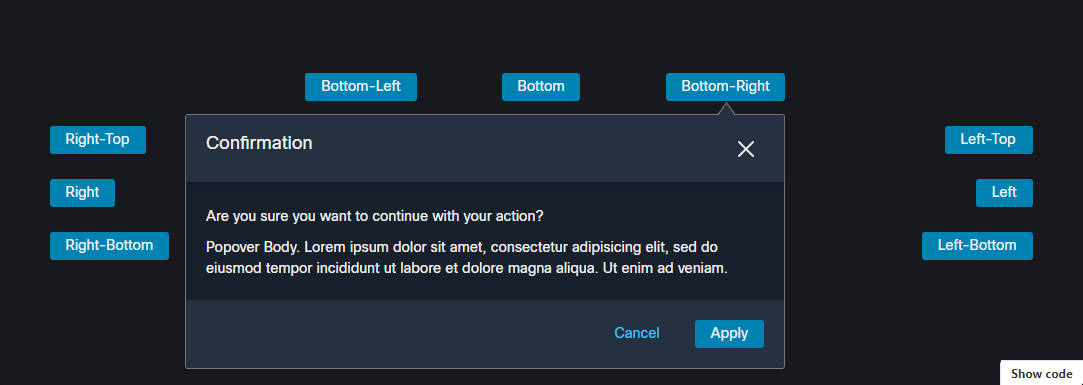 Bottom-Left
Bottom
Bottom-Right
Right-Top
Right
Right-Bottom
Confirmation
Are you sure you want to continue with your action?
Popover Body. Lorem ipsum dolor sit amet, consectetur adipisicing elit, sed do
eiusmod tempor incididunt ut labore et dolore magna aliqua. Ut enim ad veniam.
Cancel
Apply
Left-Top
Left
Left-Bottom
Show code